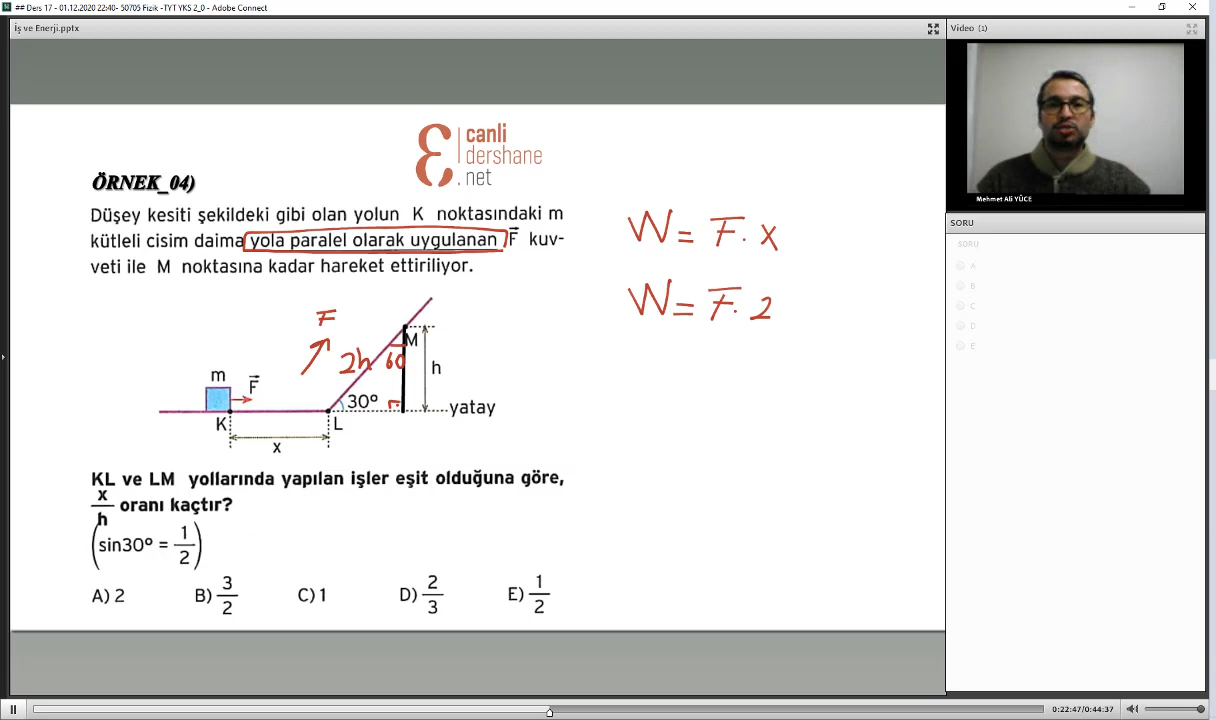 ## Ders 17 - 01.12.2020 22:40- 50705 Fizik -TYT YKS 2_0 - Adobe Connect
İş ve Enerji.pptx
Video (1)
Mehmet Ali YÜCE
SORU
SORU
A
B
C
D
E
canli
dershane
.net
ÖRNEK_04)
Düşey kesiti şekildeki gibi olan yolun K noktasındaki m
kütleli cisim daima yola paralel olarak uygulanan F⃗ kuv-
veti ile M noktasına kadar hareket ettiriliyor.
W = F. x
W = F. 2
F
2h
60
M
h
m
F⃗
30°
yatay
K
L
x
KL ve LM yollarında yapılan işler eşit olduğuna göre,
x/h oranı kaçtır?
(sin30° = 1/2)
A) 2 B) 3/2 C) 1 D) 2/3 E) 1/2
0:22:47/0:44:37